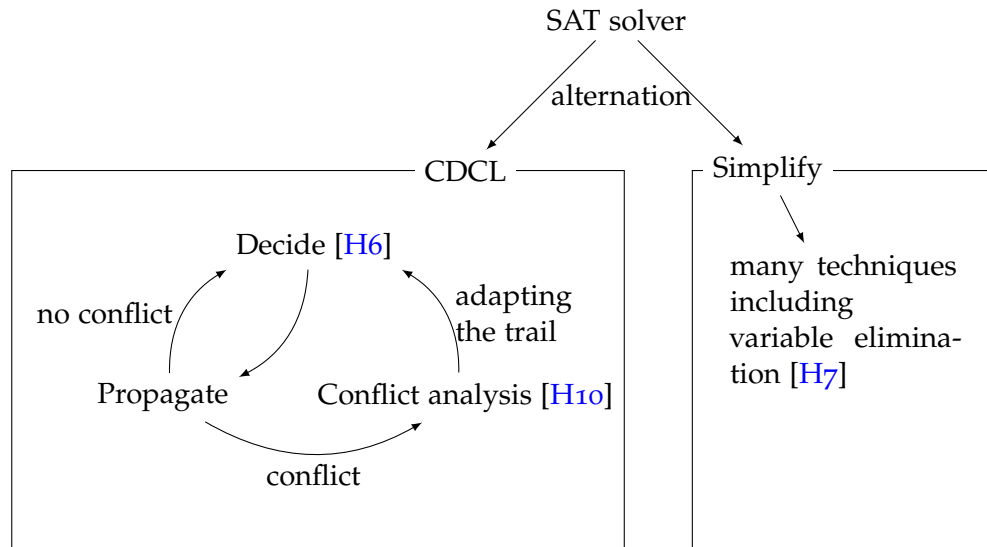 SAT solver
alternation
CDCL
Simplify
Decide [H6]
many techniques
including
variable elimina-
tion [H7]
no conflict
adapting
the trail
Propagate
Conflict analysis [H10]
conflict